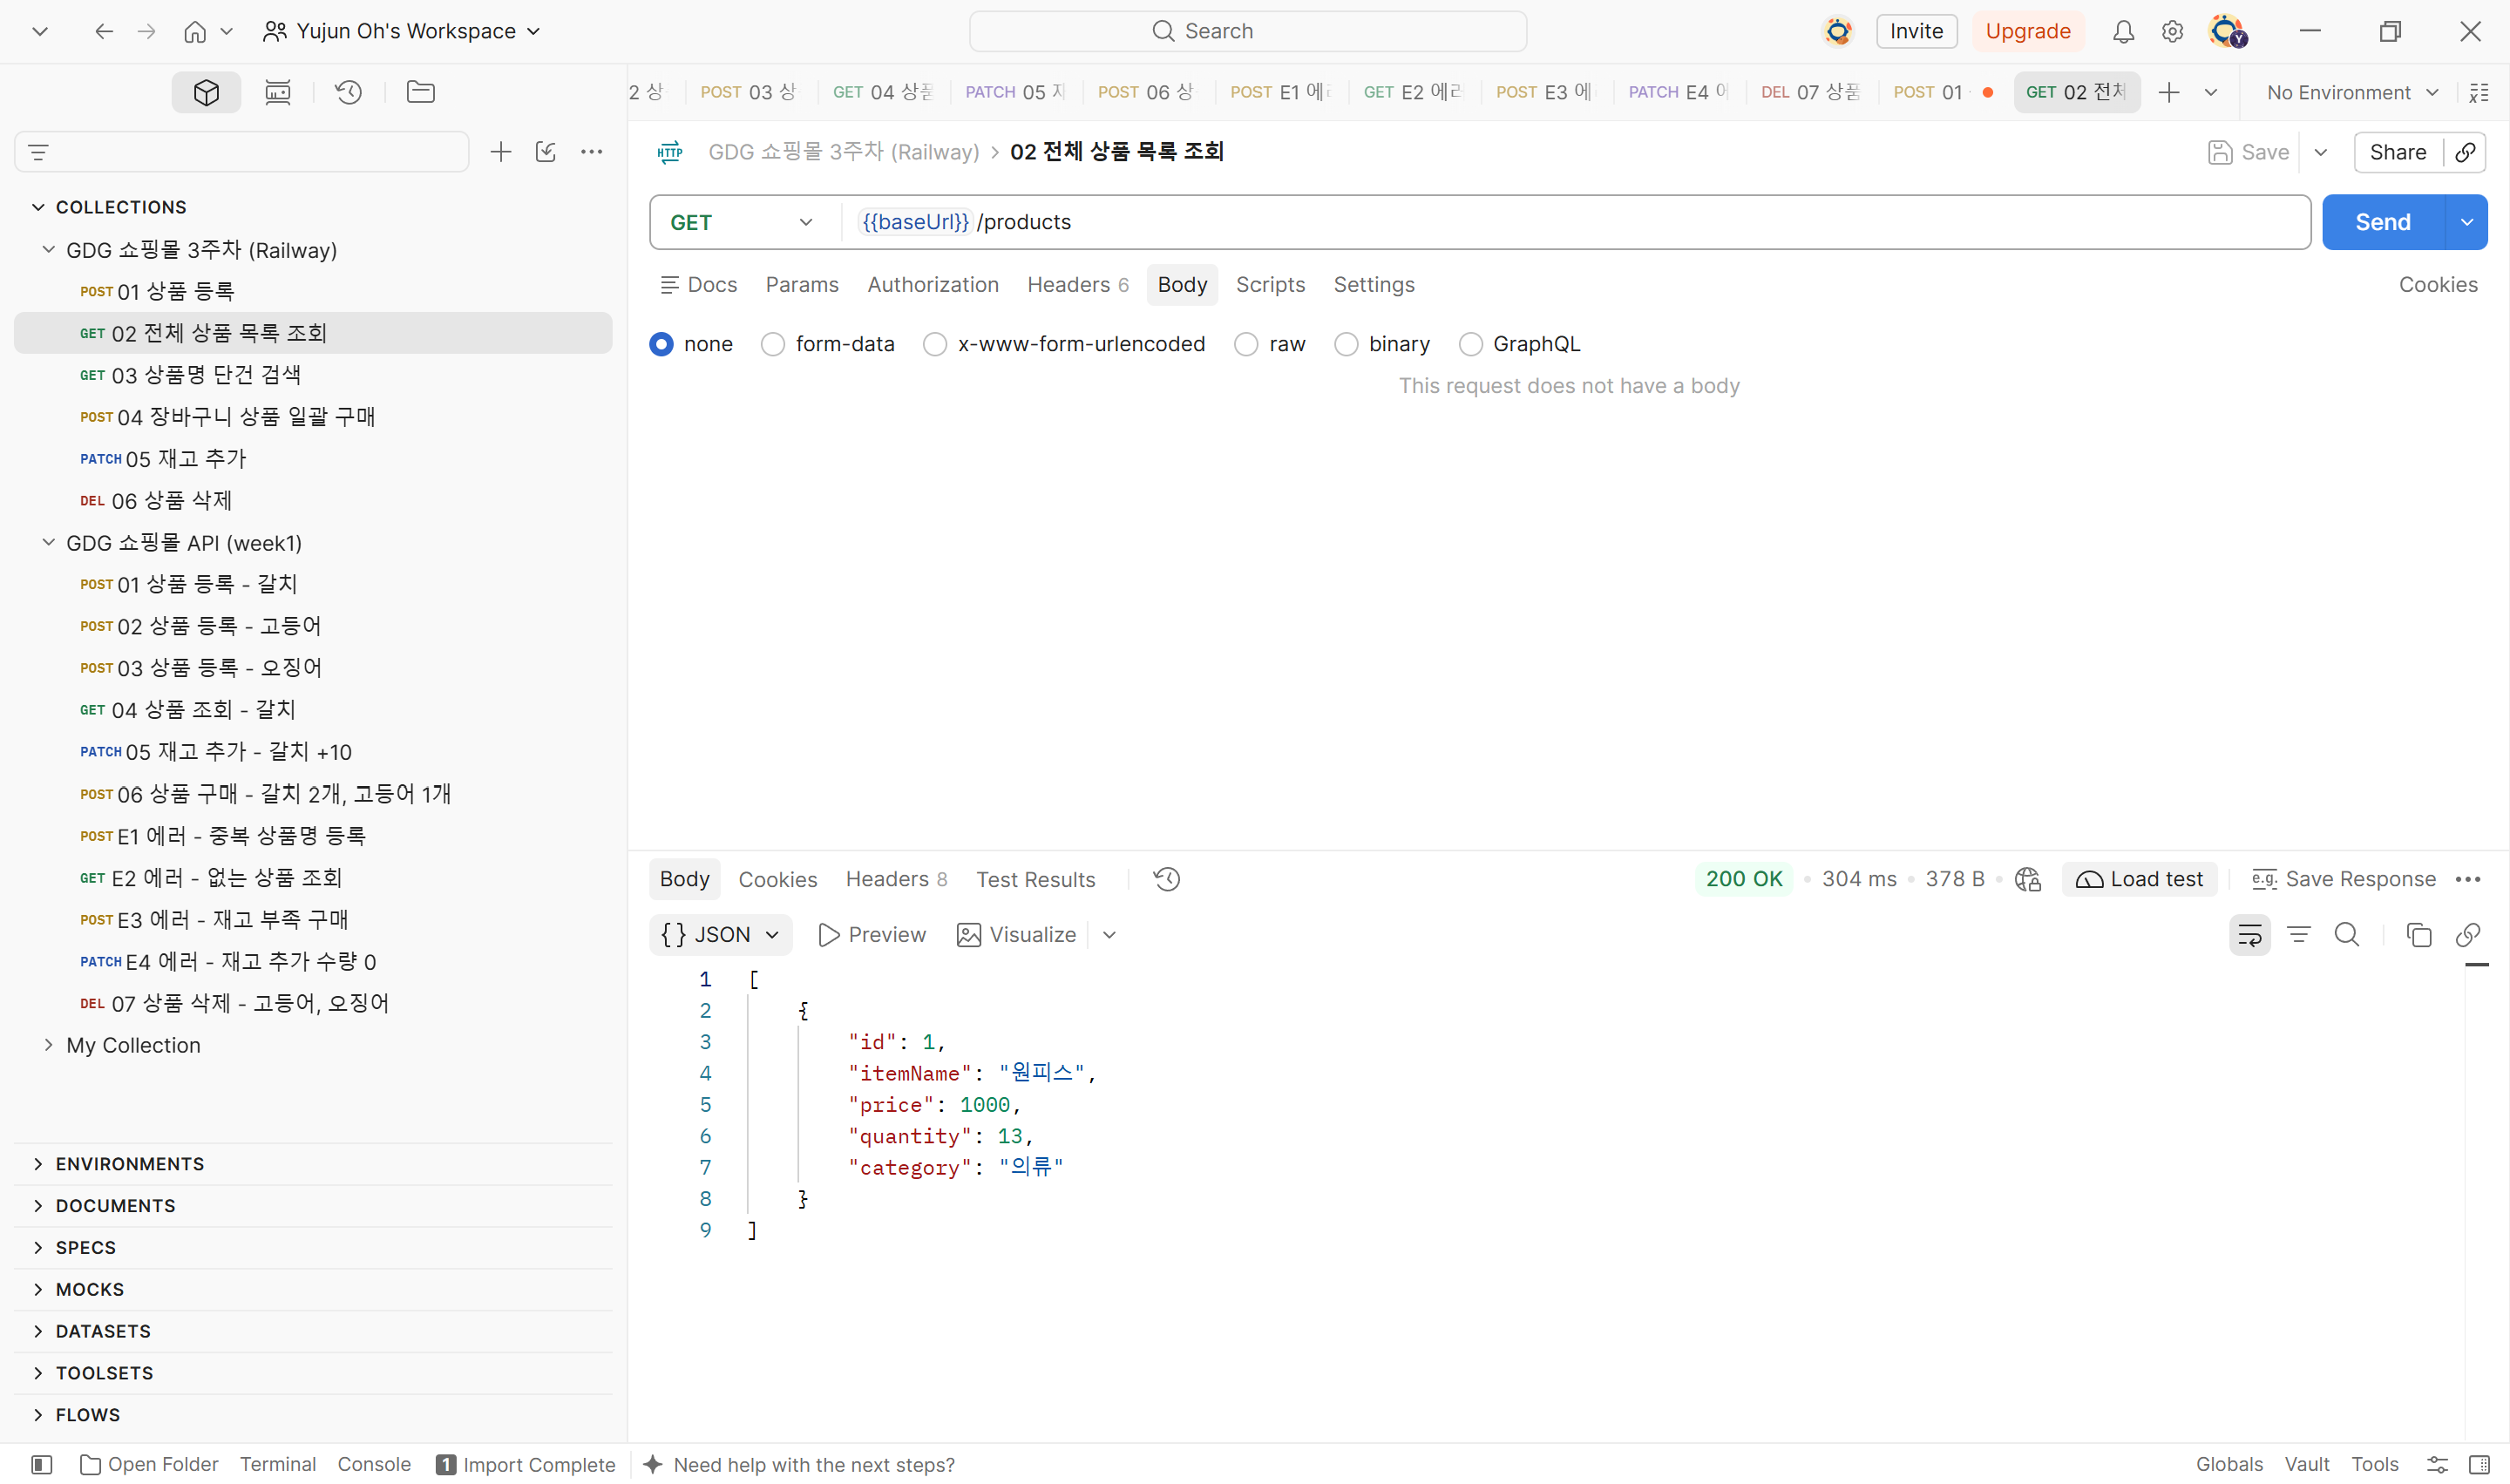 Yujun Oh's Workspace
Search
Invite
Upgrade
2 상
POST 03 상
GET 04 상품
PATCH 05
POST 06 상
POST E1 에
GET E2 에
POST E3 에
PATCH E4
DEL 07 상품
POST 01
GET 02 전체
No Environment
GDG 쇼핑몰 3주차 (Railway) > 02 전체 상품 목록 조회
Save
Share
GET
{{baseUrl}} /products
Send
Docs
Params
Authorization
Headers 6
Body
Scripts
Settings
Cookies
none
form-data
x-www-form-urlencoded
raw
binary
GraphQL
This request does not have a body
COLLECTIONS
GDG 쇼핑몰 3주차 (Railway)
POST 01 상품 등록
GET 02 전체 상품 목록 조회
GET 03 상품명 단건 검색
POST 04 장바구니 상품 일괄 구매
PATCH 05 재고 추가
DEL 06 상품 삭제
GDG 쇼핑몰 API (week1)
POST 01 상품 등록 - 갈치
POST 02 상품 등록 - 고등어
POST 03 상품 등록 - 오징어
GET 04 상품 조회 - 갈치
PATCH 05 재고 추가 - 갈치 +10
POST 06 상품 구매 - 갈치 2개, 고등어 1개
POST E1 에러 - 중복 상품명 등록
GET E2 에러 - 없는 상품 조회
POST E3 에러 - 재고 부족 구매
PATCH E4 에러 - 재고 추가 수량 0
DEL 07 상품 삭제 - 고등어, 오징어
My Collection
ENVIRONMENTS
DOCUMENTS
SPECS
MOCKS
DATASETS
TOOLSETS
FLOWS
Body
Cookies
Headers 8
Test Results
200 OK
304 ms
378 B
Load test
e.g. Save Response
{ } JSON
Preview
Visualize
1 [
2 {
3 "id": 1,
4 "itemName": "원피스",
5 "price": 1000,
6 "quantity": 13,
7 "category": "의류"
8 }
9 ]
Open Folder
Terminal
Console
1 Import Complete
Need help with the next steps?
Globals
Vault
Tools